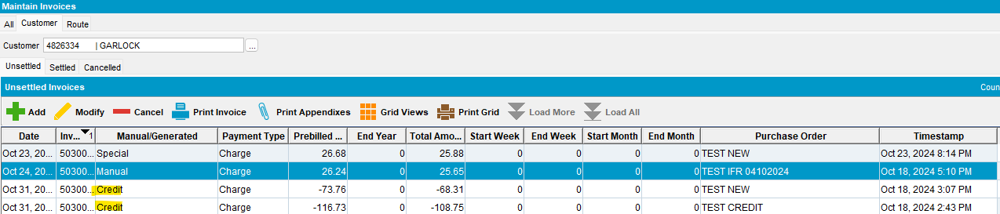 Maintain Invoices
All Customer Route
Customer 4826334 GARLOCK ...
Unsettled Settled Cancelled
Unsettled Invoices Coun
Add Modify Cancel Print Invoice Print Appendixes Grid Views Print Grid Load More Load All
Date Inv... 1 Manual/Generated Payment Type Prebilled ... End Year Total Amo... Start Week End Week Start Month End Month Purchase Order Timestamp
Oct 23, 20... 50300... Special Charge 26.68 0 25.88 0 0 0 0 TEST NEW Oct 23, 2024 8:14 PM
Oct 24, 20... 50300... Manual Charge 26.24 0 25.65 0 0 0 0 TEST IFR 04102024 Oct 18, 2024 5:10 PM
Oct 31, 20... 50300... Credit Charge -73.76 0 -68.31 0 0 0 0 TEST NEW Oct 18, 2024 3:07 PM
Oct 31, 20... 50300... Credit Charge -116.73 0 -108.75 0 0 0 0 TEST CREDIT Oct 18, 2024 2:43 PM